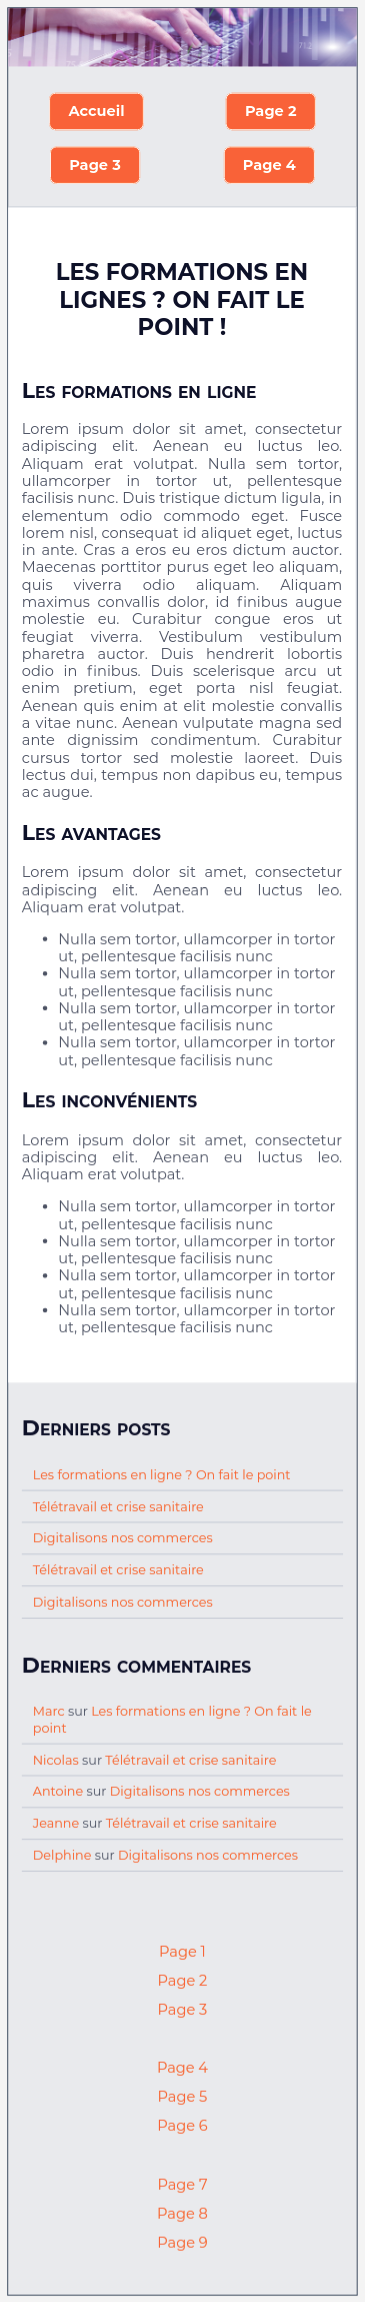 Accueil
Page 2
Page 3
Page 4
LES FORMATIONS EN
LIGNES ? ON FAIT LE
POINT !
Les formations en ligne
Lorem ipsum dolor sit amet, consectetur
adipiscing elit. Aenean eu luctus leo.
Aliquam erat volutpat. Nulla sem tortor,
ullamcorper in tortor ut, pellentesque
facilisis nunc. Duis tristique dictum ligula, in
elementum odio commodo eget. Fusce
lorem nisl, consequat id aliquet eget, luctus
in ante. Cras a eros eu eros dictum auctor.
Maecenas porttitor purus eget leo aliquam,
quis viverra odio aliquam. Aliquam
maximus convallis dolor, id finibus augue
molestie eu. Curabitur congue eros ut
feugiat viverra. Vestibulum vestibulum
pharetra auctor. Duis hendrerit lobortis
odio in finibus. Duis scelerisque arcu ut
enim pretium, eget porta nisl feugiat.
Aenean quis enim at elit molestie convallis
a vitae nunc. Aenean vulputate magna sed
ante dignissim condimentum. Curabitur
cursus tortor sed molestie laoreet. Duis
lectus dui, tempus non dapibus eu, tempus
ac augue.
Les avantages
Lorem ipsum dolor sit amet, consectetur
adipiscing elit. Aenean eu luctus leo.
Aliquam erat volutpat.
• Nulla sem tortor, ullamcorper in tortor
ut, pellentesque facilisis nunc
• Nulla sem tortor, ullamcorper in tortor
ut, pellentesque facilisis nunc
• Nulla sem tortor, ullamcorper in tortor
ut, pellentesque facilisis nunc
• Nulla sem tortor, ullamcorper in tortor
ut, pellentesque facilisis nunc
Les inconvénients
Lorem ipsum dolor sit amet, consectetur
adipiscing elit. Aenean eu luctus leo.
Aliquam erat volutpat.
• Nulla sem tortor, ullamcorper in tortor
ut, pellentesque facilisis nunc
• Nulla sem tortor, ullamcorper in tortor
ut, pellentesque facilisis nunc
• Nulla sem tortor, ullamcorper in tortor
ut, pellentesque facilisis nunc
• Nulla sem tortor, ullamcorper in tortor
ut, pellentesque facilisis nunc
Derniers posts
Les formations en ligne ? On fait le point
Télétravail et crise sanitaire
Digitalisons nos commerces
Télétravail et crise sanitaire
Digitalisons nos commerces
Derniers commentaires
Marc sur Les formations en ligne ? On fait le
point
Nicolas sur Télétravail et crise sanitaire
Antoine sur Digitalisons nos commerces
Jeanne sur Télétravail et crise sanitaire
Delphine sur Digitalisons nos commerces
Page 1
Page 2
Page 3
Page 4
Page 5
Page 6
Page 7
Page 8
Page 9